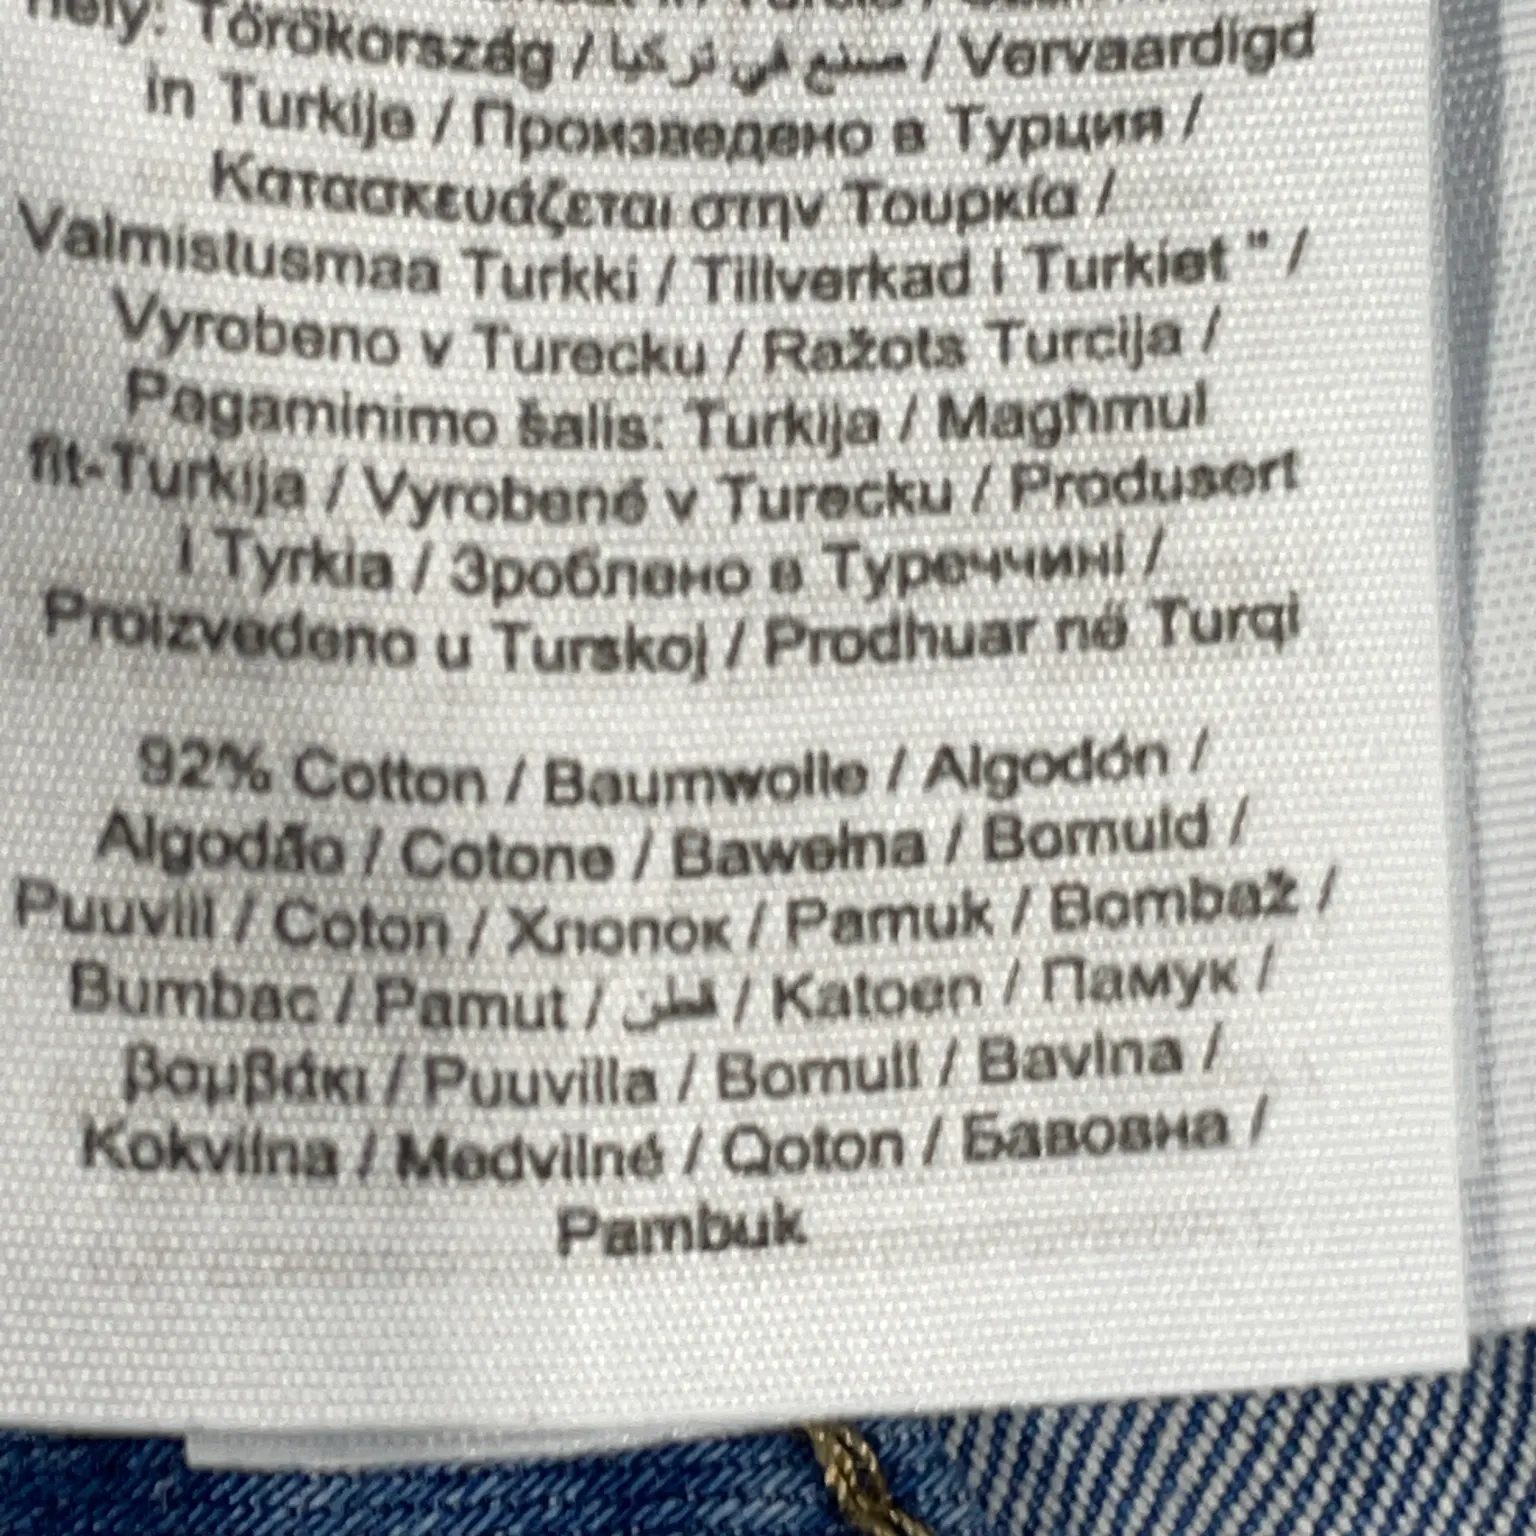 hely: Törökország / صنع في تركيا / Vervaardigd
in Turkije / Произведено в Турция /
Κατασκευάζεται στην Τουρκία /
Valmistusmaa Turkki / Tillverkad i Turkiet " /
Vyrobeno v Turecku / Ražots Turcija /
Pagaminimo šalis: Turkija / Magħmul
fit-Turkija / Vyrobené v Turecku / Produsert
i Tyrkia / Зроблено в Туреччині /
Proizvedeno u Turskoj / Prodhuar në Turqi
92% Cotton / Baumwolle / Algodón /
Algodão / Cotone / Bawełna / Bomuld /
Puuvill / Coton / Хлопок / Pamuk / Bombaž /
Bumbac / Pamut / قطن / Katoen / Памук /
βαμβάκι / Puuvilla / Bomull / Bavlna /
Kokvilna / Medvilné / Qoton / Бавовна /
Pambuk